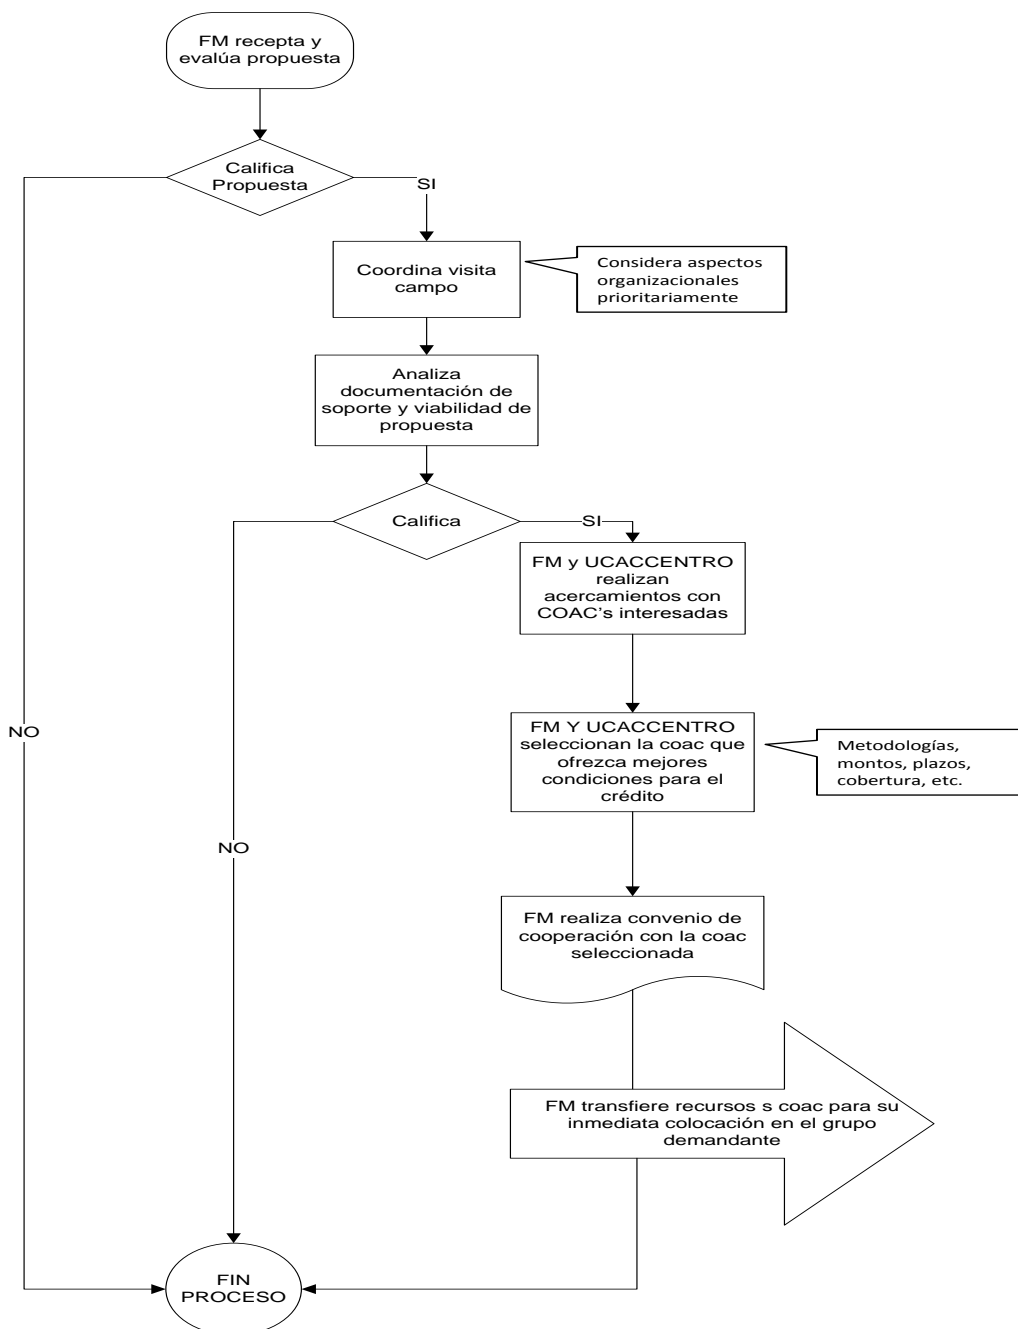 FM recepta y
evalúa propuesta
Califica
Propuesta
SI
Coordina visita
campo
Considera aspectos
organizacionales
prioritariamente
Analiza
documentación de
soporte y viabilidad de
propuesta
Califica
SI
FM y UCACCENTRO
realizan
acercamientos con
COAC's interesadas
NO
FM Y UCACCENTRO
seleccionan la coac que
ofrezca mejores
condiciones para el
crédito
Metodologías,
montos, plazos,
cobertura, etc.
NO
FM realiza convenio de
cooperación con la coac
seleccionada
FM transfiere recursos s coac para su
inmediata colocación en el grupo
demandante
FIN
PROCESO